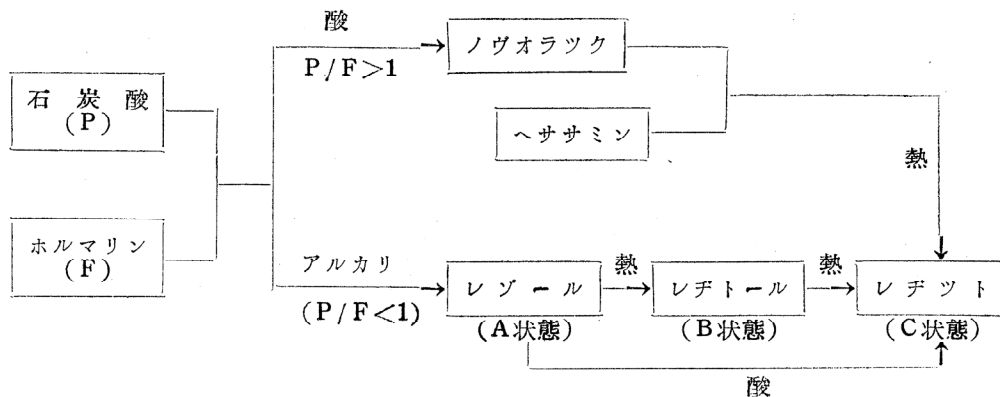 酸
P/F>1
ノヴオラツク
石炭酸
(P)
ヘササミン
熱
ホルマリン
(F)
アルカリ
(P/F<1)
レゾール
(A状態)
熱
レヂトール
(B状態)
熱
レヂツト
(C状態)
酸